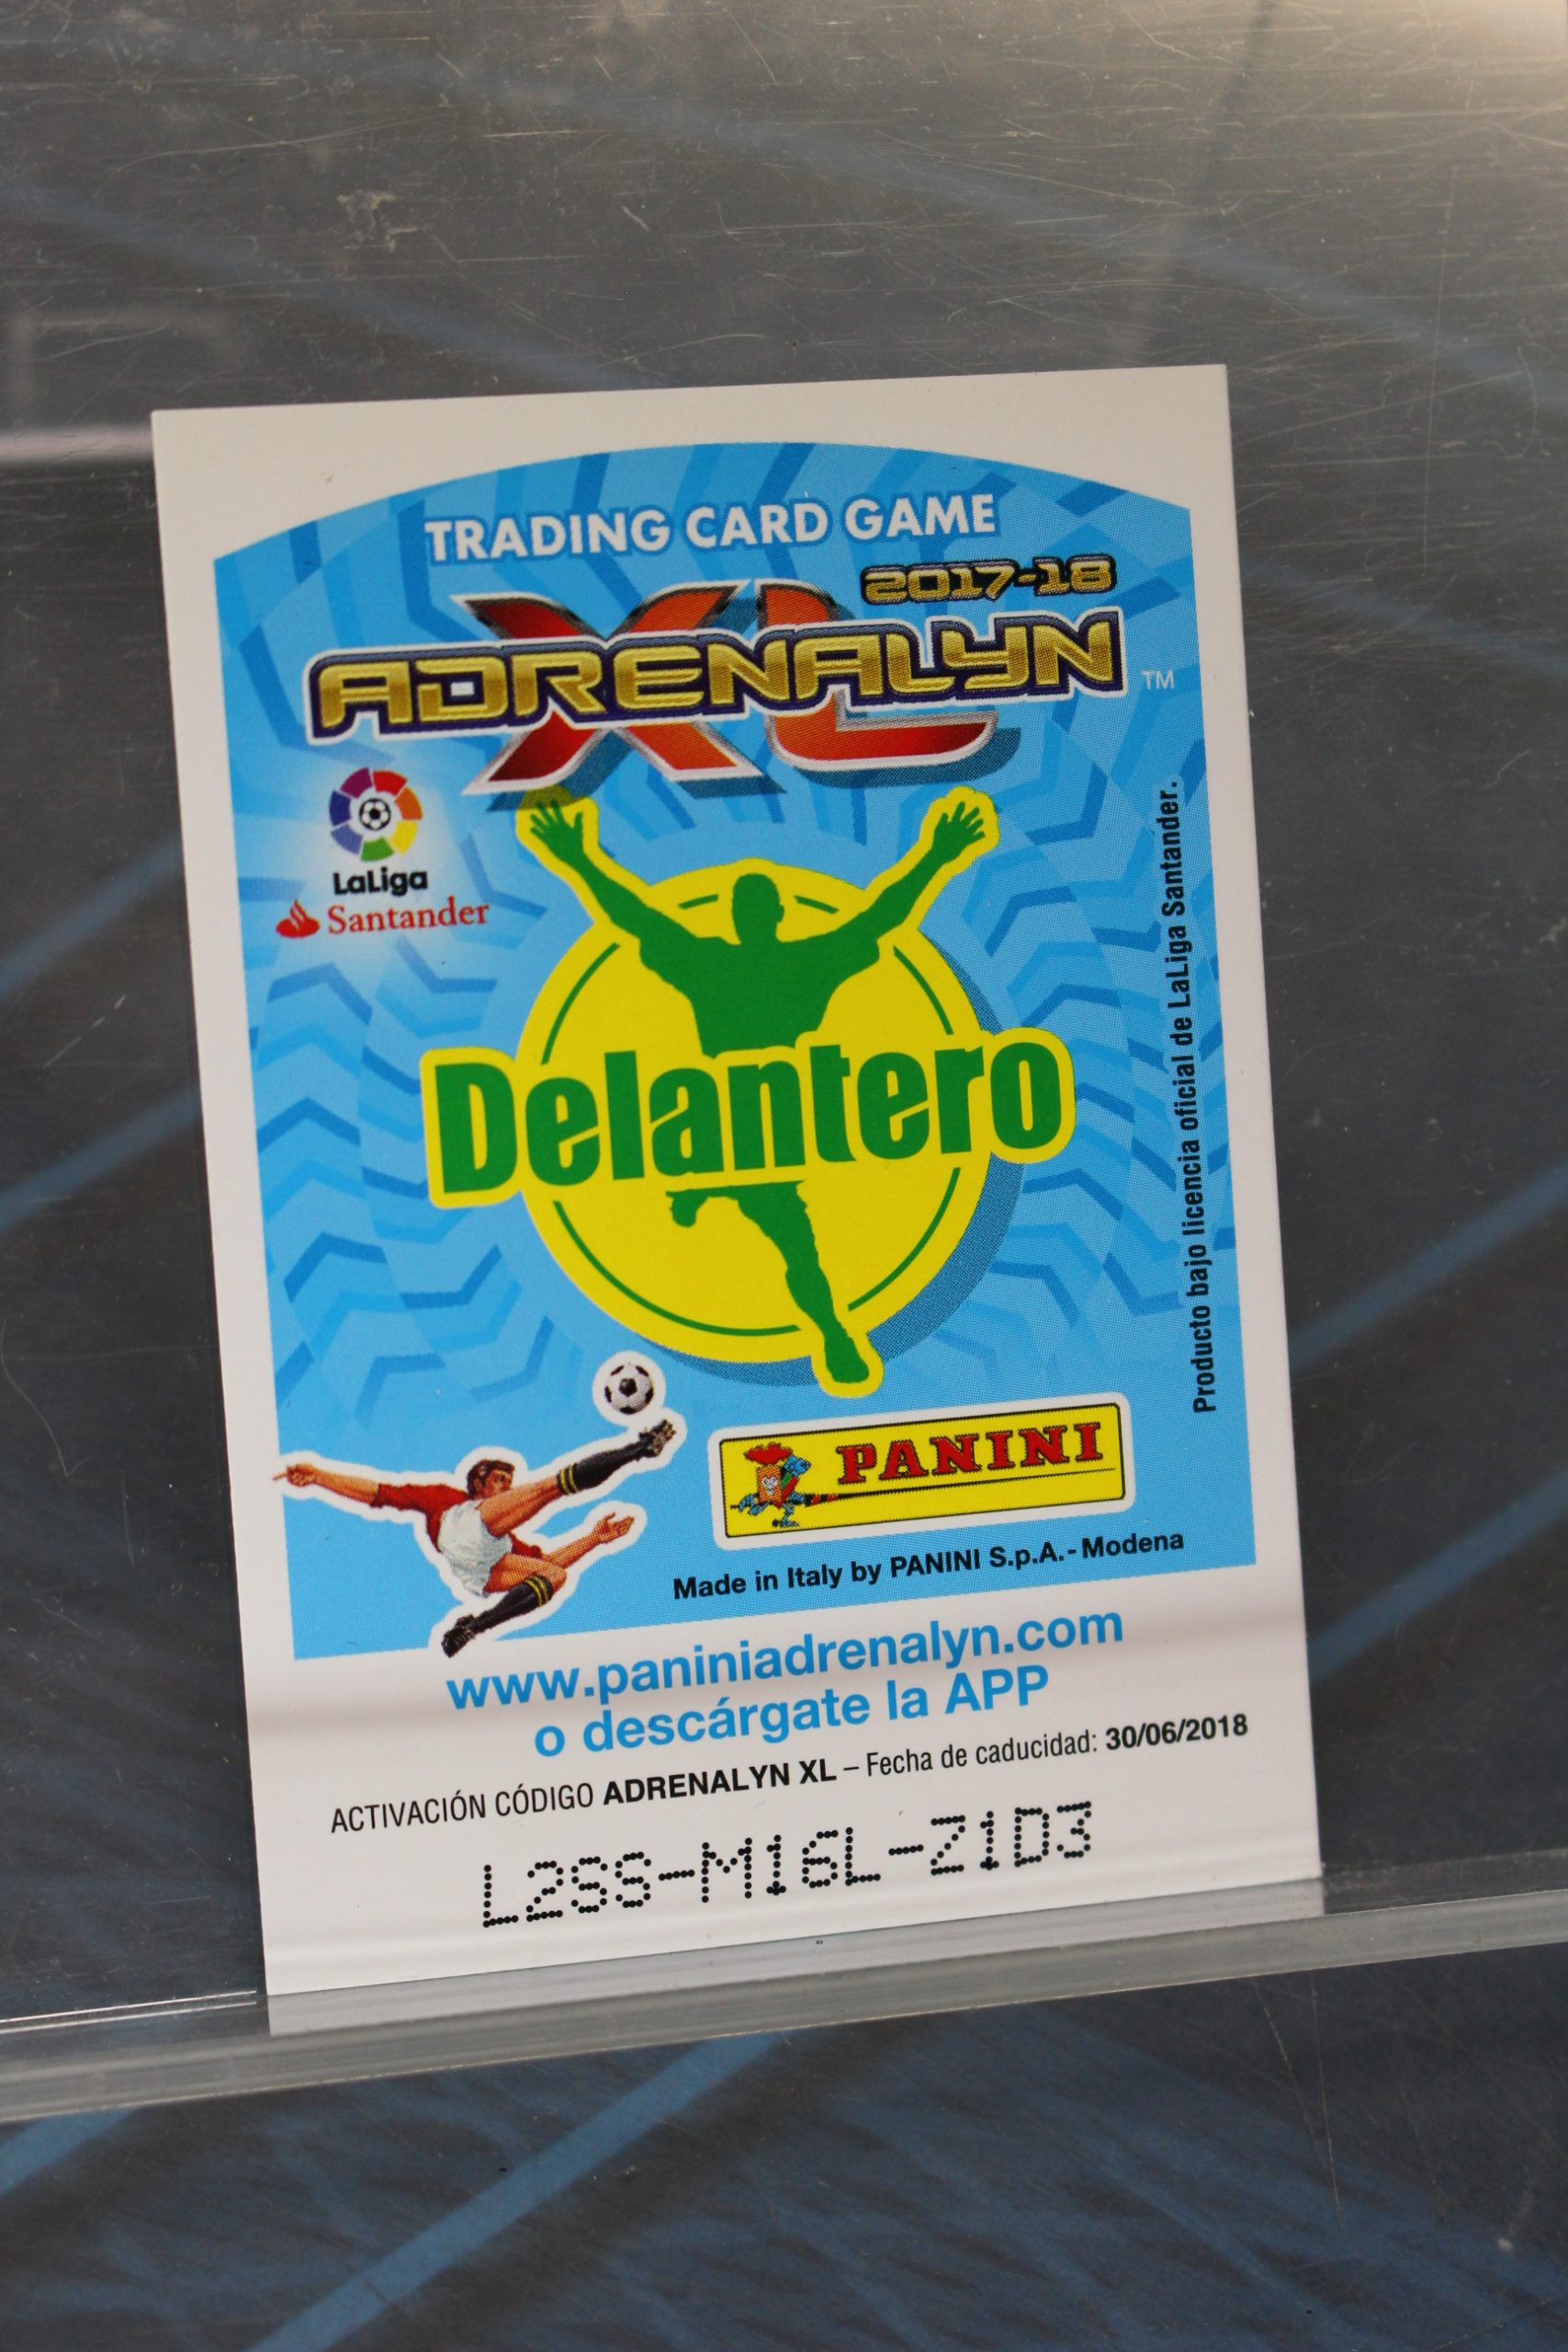 TRADING CARD GAME
2017-18
ADRENALYN XL
TM
LaLiga
Santander
Delantero
Producto bajo licencia oficial de LaLiga Santander.
PANINI
Made in Italy by PANINI S.p.A.-Modena
www.paniniadrenalyn.com
o descárgate la APP
ACTIVACIÓN CÓDIGO ADRENALYN XL – Fecha de caducidad: 30/06/2018
L2SS-M16L-Z1D3